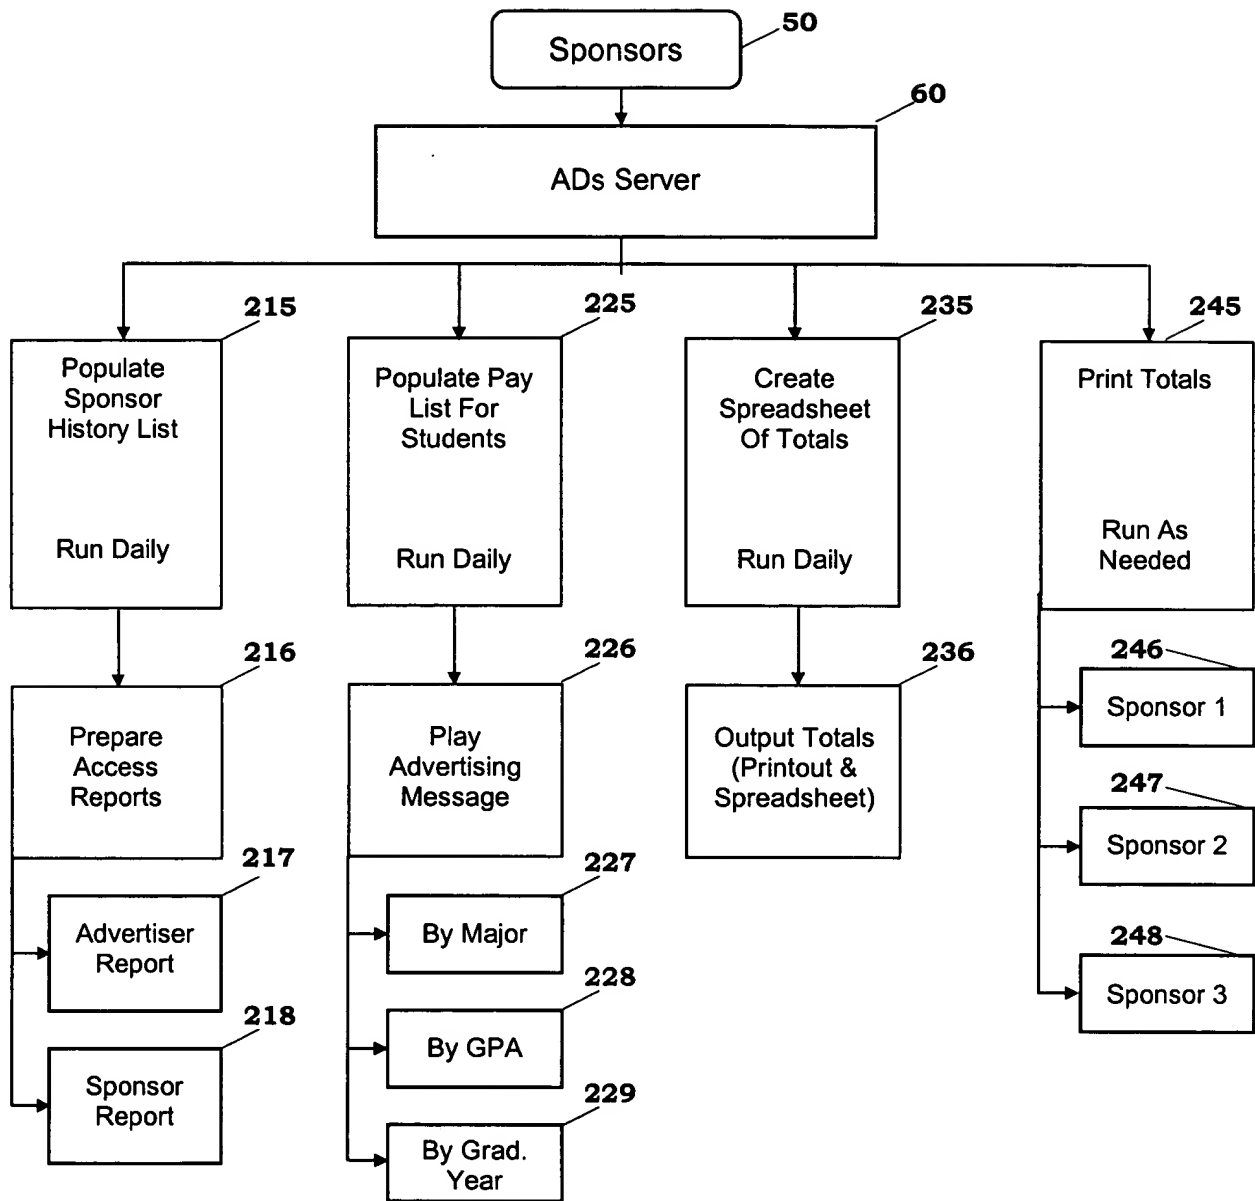 Sponsors
50
60
ADs Server
215
225
235
245
Populate
Sponsor
History List
Run Daily
Populate Pay
List For
Students
Run Daily
Create
Spreadsheet
Of Totals
Run Daily
Print Totals
Run As
Needed
216
226
236
246
Prepare
Access
Reports
Play
Advertising
Message
Output Totals
(Printout &
Spreadsheet)
Sponsor 1
247
Sponsor 2
217
227
Advertiser
Report
By Major
248
Sponsor 3
218
228
Sponsor
Report
By GPA
229
By Grad.
Year